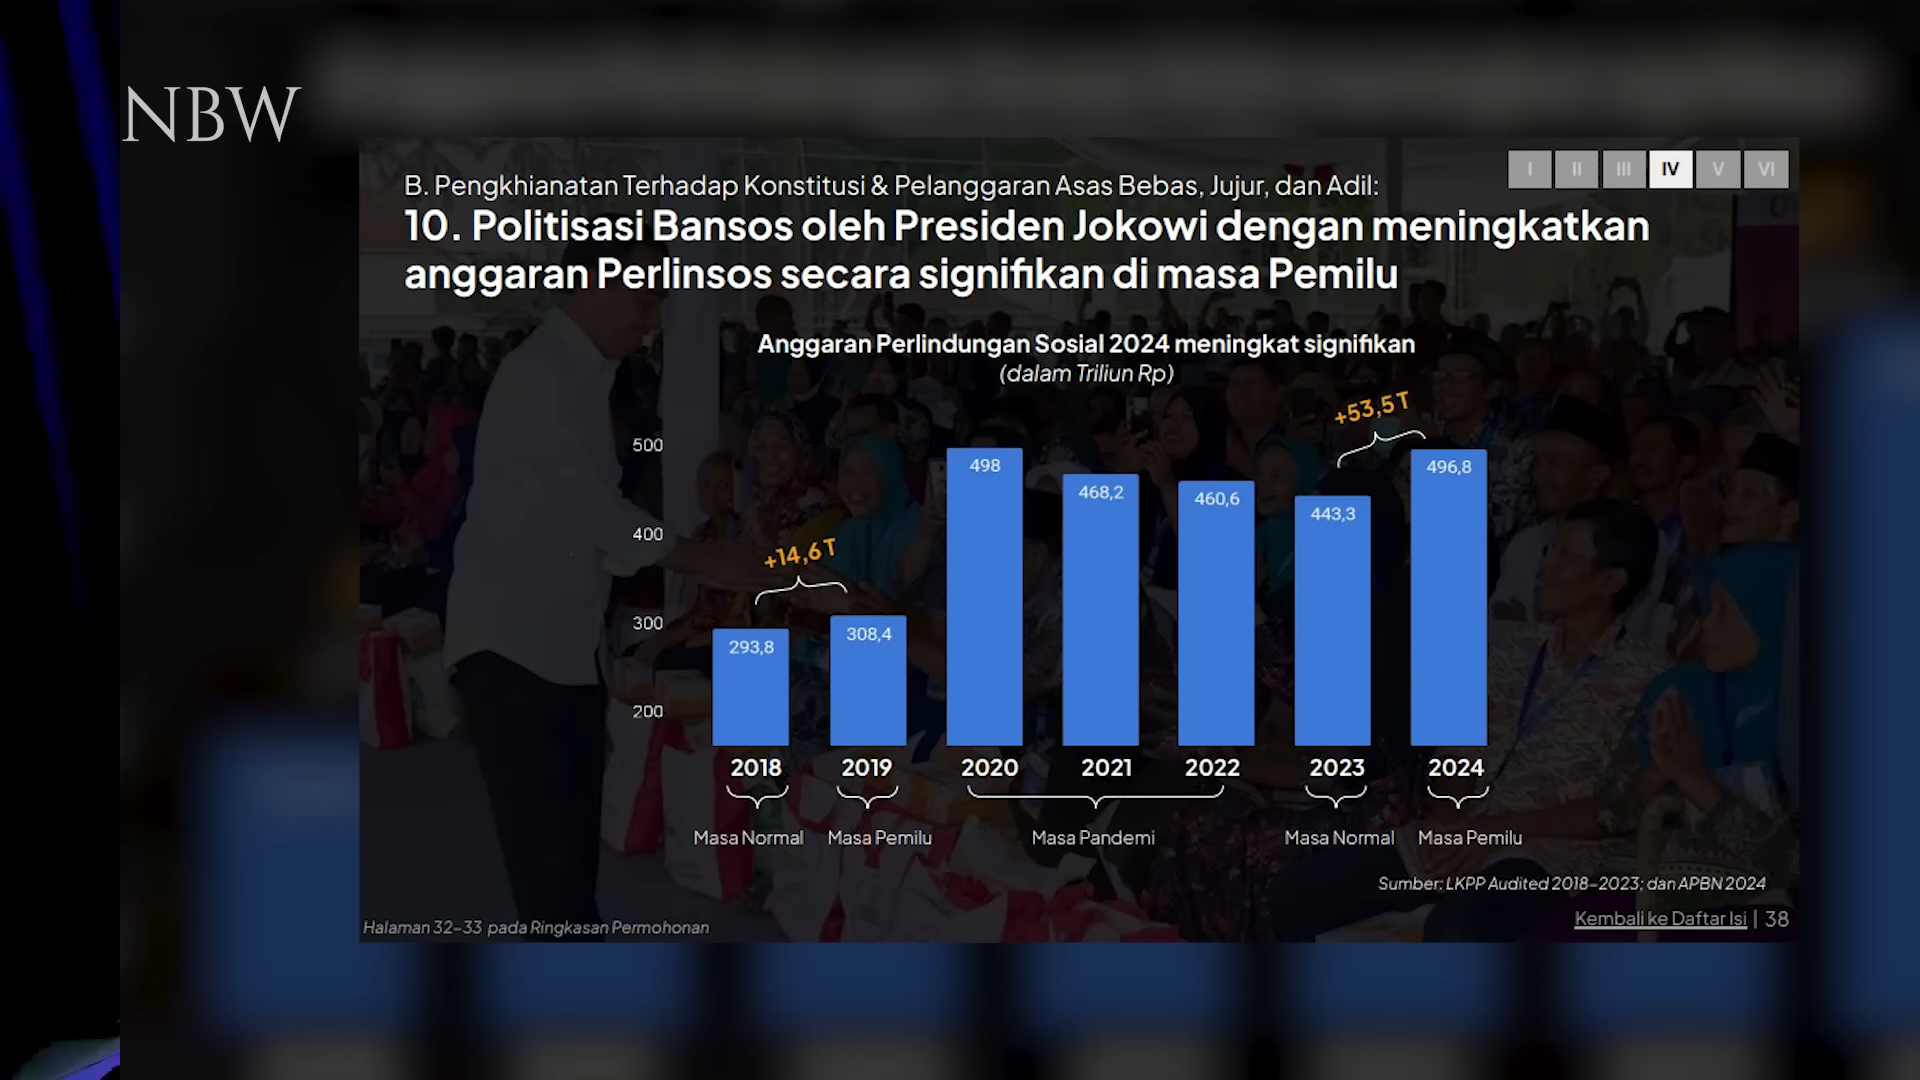 NBW
I II III IV V VI
B. Pengkhianatan Terhadap Konstitusi & Pelanggaran Asas Bebas, Jujur, dan Adil:
10. Politisasi Bansos oleh Presiden Jokowi dengan meningkatkan
anggaran Perlinsos secara signifikan di masa Pemilu
Anggaran Perlindungan Sosial 2024 meningkat signifikan
(dalam Triliun Rp)
+53,5 T
+14,6 T
500
400
300
200
293,8
308,4
498
468,2
460,6
443,3
496,8
2018 2019 2020 2021 2022 2023 2024
Masa Normal Masa Pemilu Masa Pandemi Masa Normal Masa Pemilu
Sumber: LKPP Audited 2018-2023; dan APBN 2024
Kembali ke Daftar Isi | 38
Halaman 32-33 pada Ringkasan Permohonan